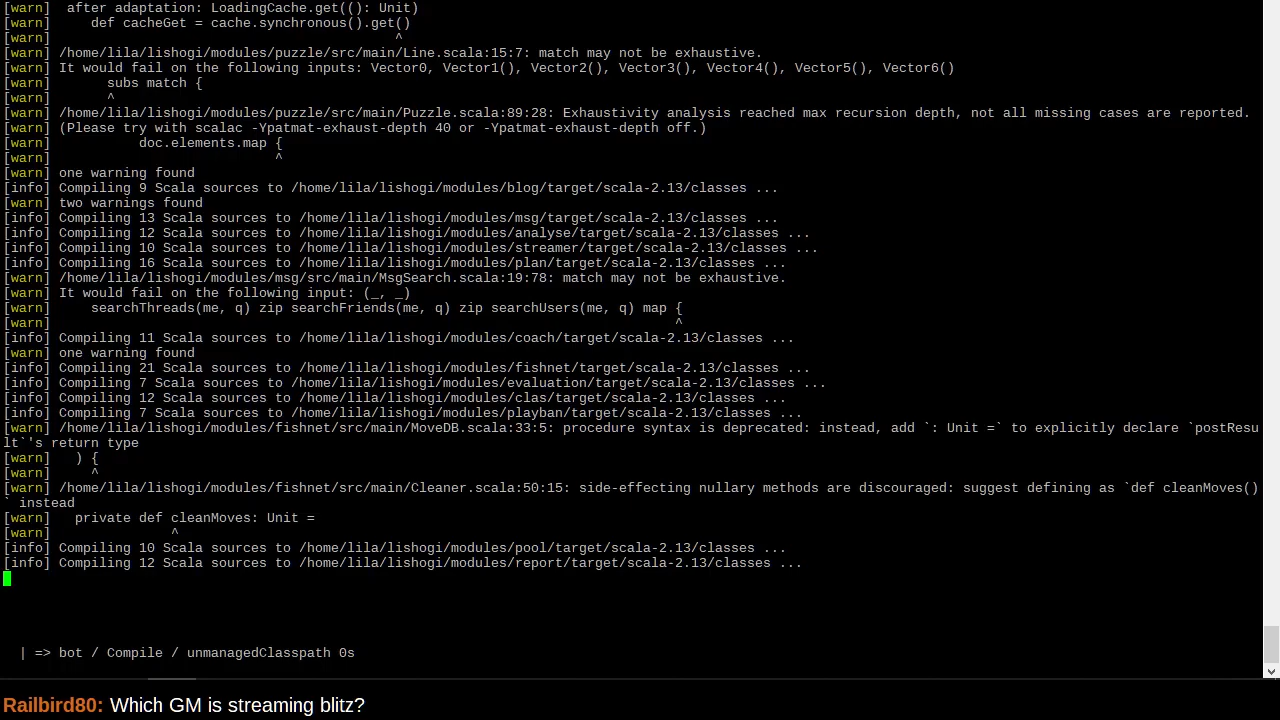 [warn]  after adaptation: LoadingCache.get((): Unit)
[warn]     def cacheGet = cache.synchronous().get()
[warn]                                           ^
[warn] /home/lila/lishogi/modules/puzzle/src/main/Line.scala:15:7: match may not be exhaustive.
[warn] It would fail on the following inputs: Vector0, Vector1(), Vector2(), Vector3(), Vector4(), Vector5(), Vector6()
[warn]       subs match {
[warn]       ^
[warn] /home/lila/lishogi/modules/puzzle/src/main/Puzzle.scala:89:28: Exhaustivity analysis reached max recursion depth, not all missing cases are reported.
[warn] (Please try with scalac -Ypatmat-exhaust-depth 40 or -Ypatmat-exhaust-depth off.)
[warn]           doc.elements.map {
[warn]                            ^
[warn] one warning found
[info] Compiling 9 Scala sources to /home/lila/lishogi/modules/blog/target/scala-2.13/classes ...
[warn] two warnings found
[info] Compiling 13 Scala sources to /home/lila/lishogi/modules/msg/target/scala-2.13/classes ...
[info] Compiling 12 Scala sources to /home/lila/lishogi/modules/analyse/target/scala-2.13/classes ...
[info] Compiling 10 Scala sources to /home/lila/lishogi/modules/streamer/target/scala-2.13/classes ...
[info] Compiling 16 Scala sources to /home/lila/lishogi/modules/plan/target/scala-2.13/classes ...
[warn] /home/lila/lishogi/modules/msg/src/main/MsgSearch.scala:19:78: match may not be exhaustive.
[warn] It would fail on the following input: (_, _)
[warn]     searchThreads(me, q) zip searchFriends(me, q) zip searchUsers(me, q) map {
[warn]                                                                              ^
[info] Compiling 11 Scala sources to /home/lila/lishogi/modules/coach/target/scala-2.13/classes ...
[warn] one warning found
[info] Compiling 21 Scala sources to /home/lila/lishogi/modules/fishnet/target/scala-2.13/classes ...
[info] Compiling 7 Scala sources to /home/lila/lishogi/modules/evaluation/target/scala-2.13/classes ...
[info] Compiling 12 Scala sources to /home/lila/lishogi/modules/clas/target/scala-2.13/classes ...
[info] Compiling 7 Scala sources to /home/lila/lishogi/modules/playban/target/scala-2.13/classes ...
[warn] /home/lila/lishogi/modules/fishnet/src/main/MoveDB.scala:33:5: procedure syntax is deprecated: instead, add `: Unit =` to explicitly declare `postResu
lt`'s return type
[warn]   ) {
[warn]     ^
[warn] /home/lila/lishogi/modules/fishnet/src/main/Cleaner.scala:50:15: side-effecting nullary methods are discouraged: suggest defining as `def cleanMoves()
` instead
[warn]   private def cleanMoves: Unit =
[warn]               ^
[info] Compiling 10 Scala sources to /home/lila/lishogi/modules/pool/target/scala-2.13/classes ...
[info] Compiling 12 Scala sources to /home/lila/lishogi/modules/report/target/scala-2.13/classes ...
  | => bot / Compile / unmanagedClasspath 0s
Railbird80: Which GM is streaming blitz?